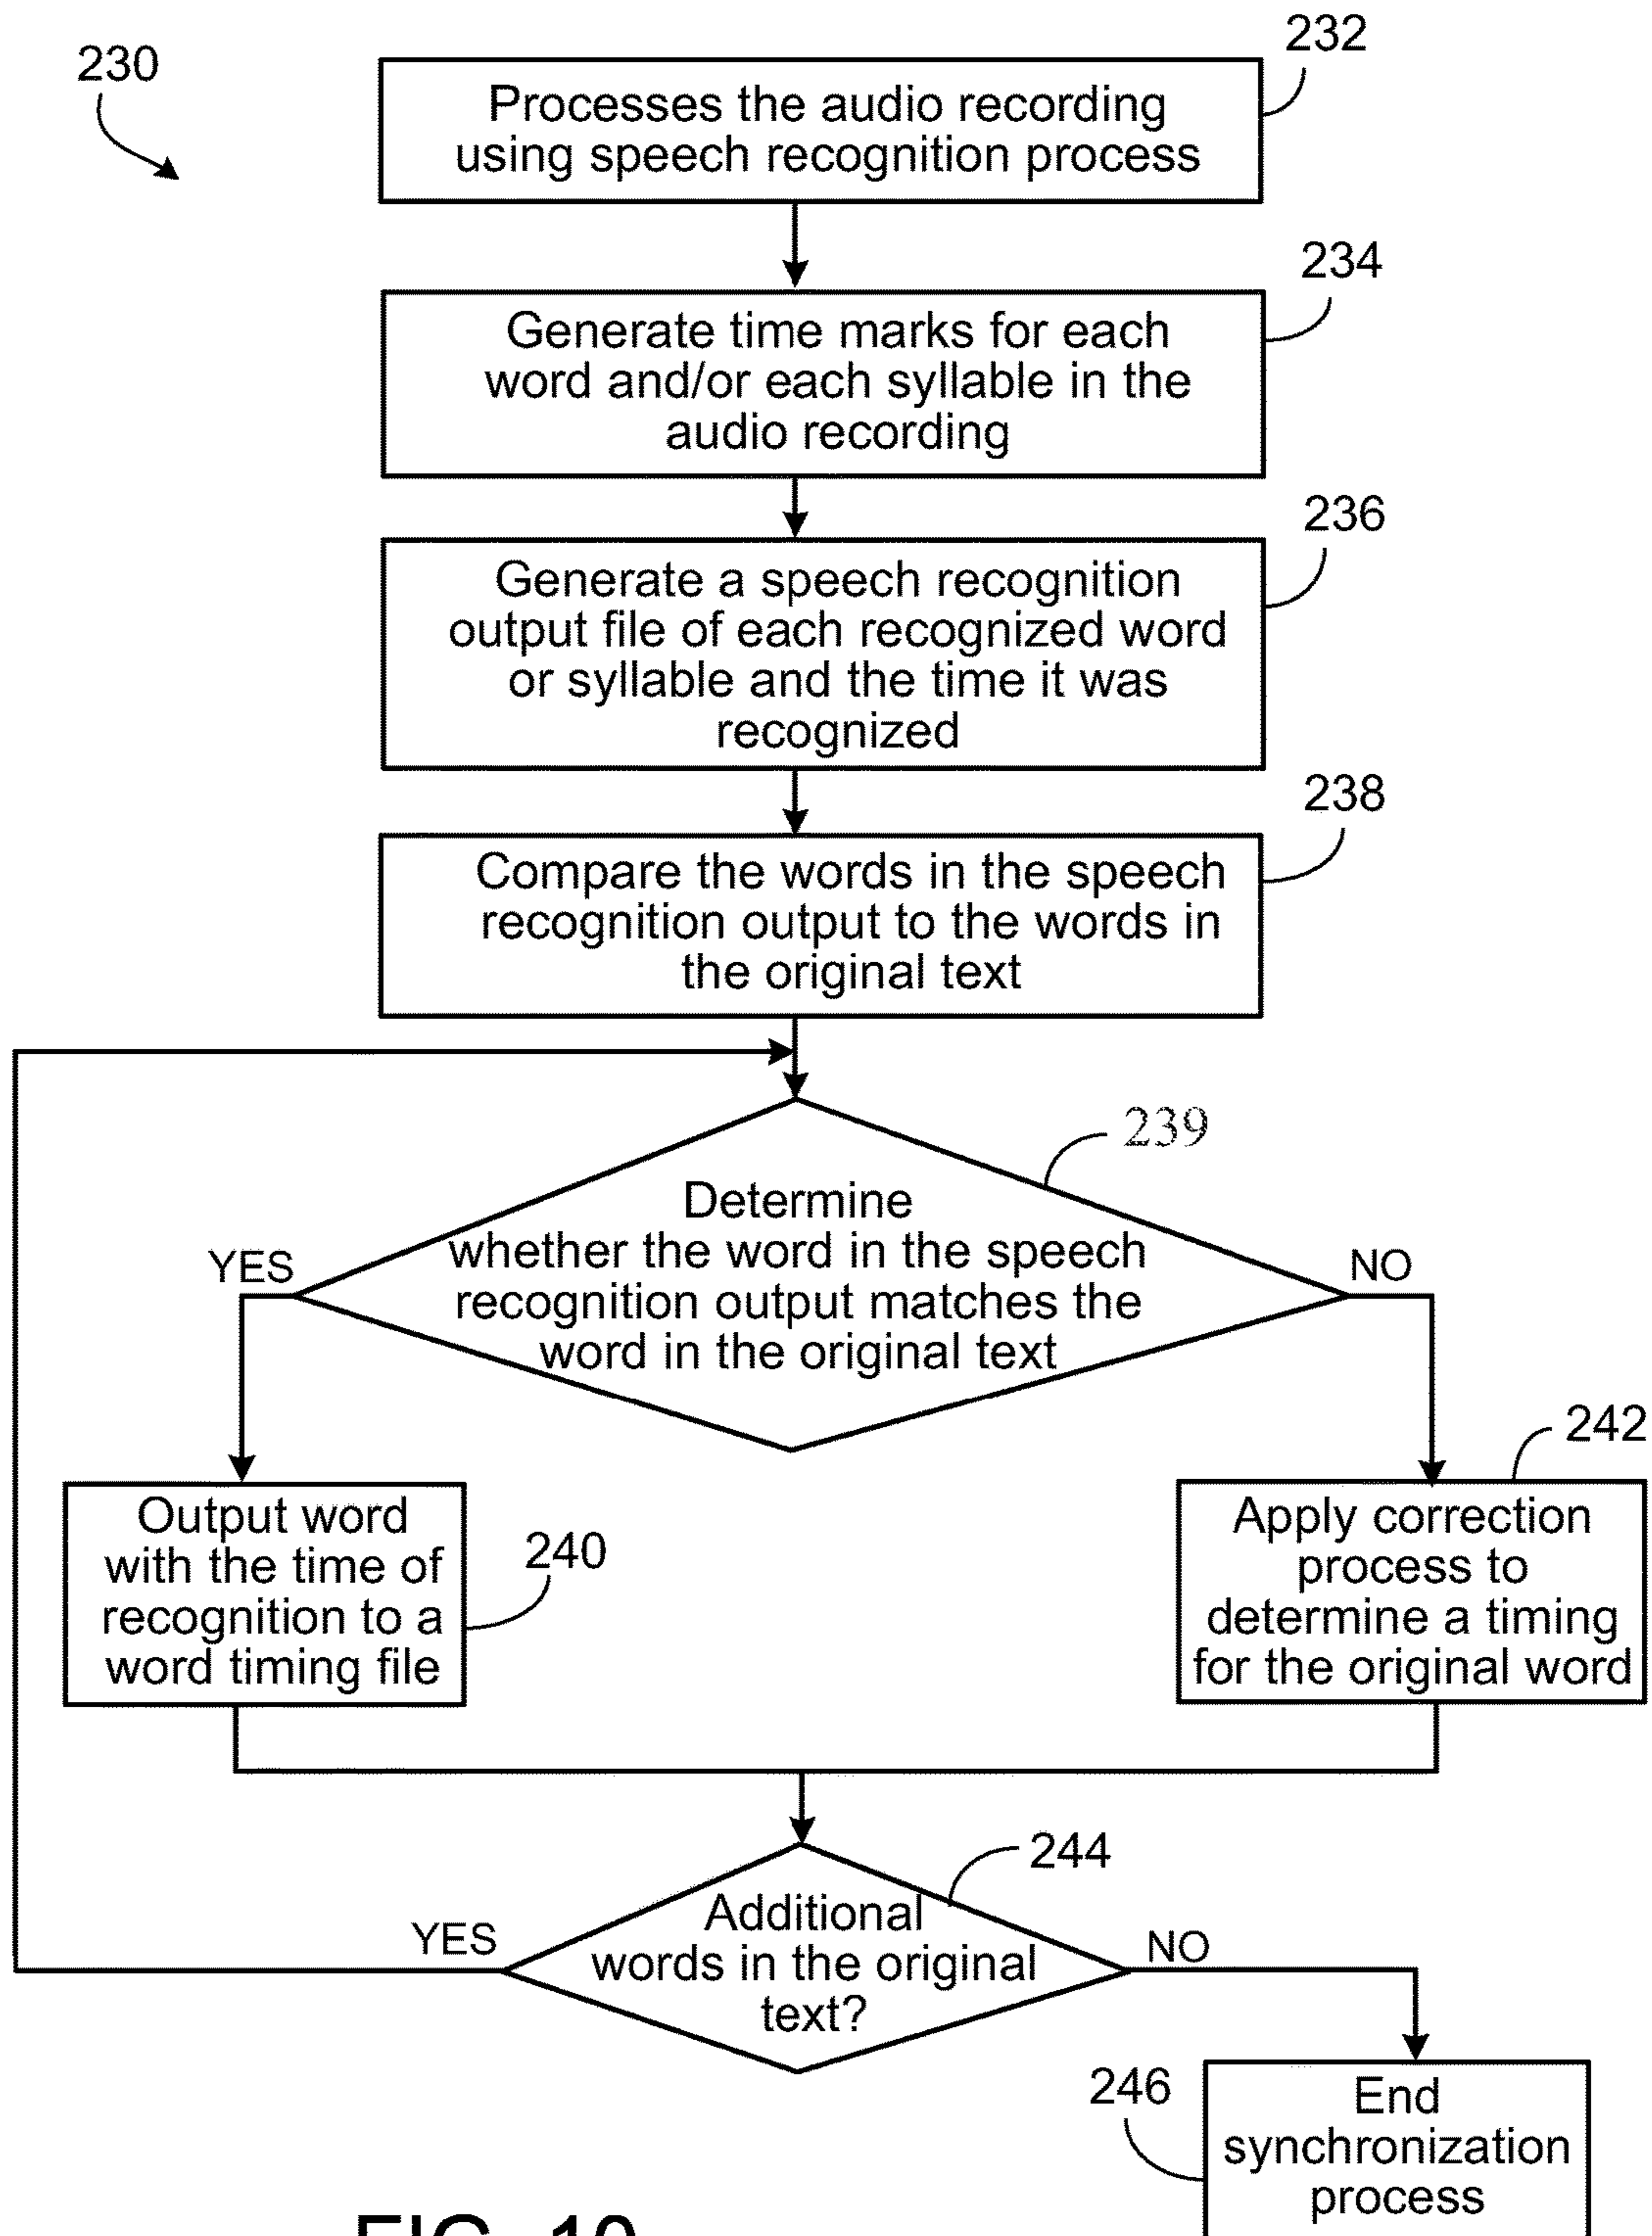 230
232
Processes the audio recording
using speech recognition process
234
Generate time marks for each
word and/or each syllable in the
audio recording
236
Generate a speech recognition
output file of each recognized word
or syllable and the time it was
recognized
238
Compare the words in the speech
recognition output to the words in
the original text
239
Determine
whether the word in the speech
recognition output matches the
word in the original text
YES
NO
240
Output word
with the time of
recognition to a
word timing file
242
Apply correction
process to
determine a timing
for the original word
244
Additional
words in the original
text?
YES
NO
246
End
synchronization
process
FIG. 10